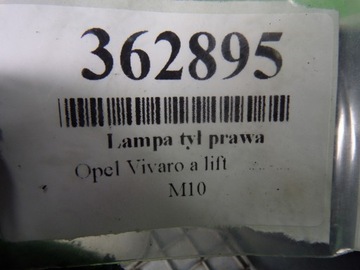 362895
Lampa tył prawa
Opel Vivaro a lift
M10